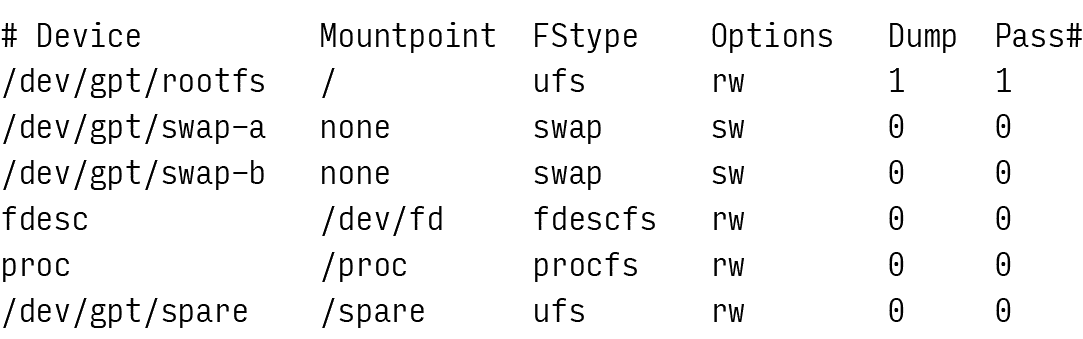 # Device          Mountpoint  FStype    Options   Dump  Pass#
/dev/gpt/rootfs   /           ufs       rw        1     1
/dev/gpt/swap-a   none        swap      sw        0     0
/dev/gpt/swap-b   none        swap      sw        0     0
fdesc             /dev/fd     fdescfs   rw        0     0
proc              /proc       procfs    rw        0     0
/dev/gpt/spare    /spare      ufs       rw        0     0